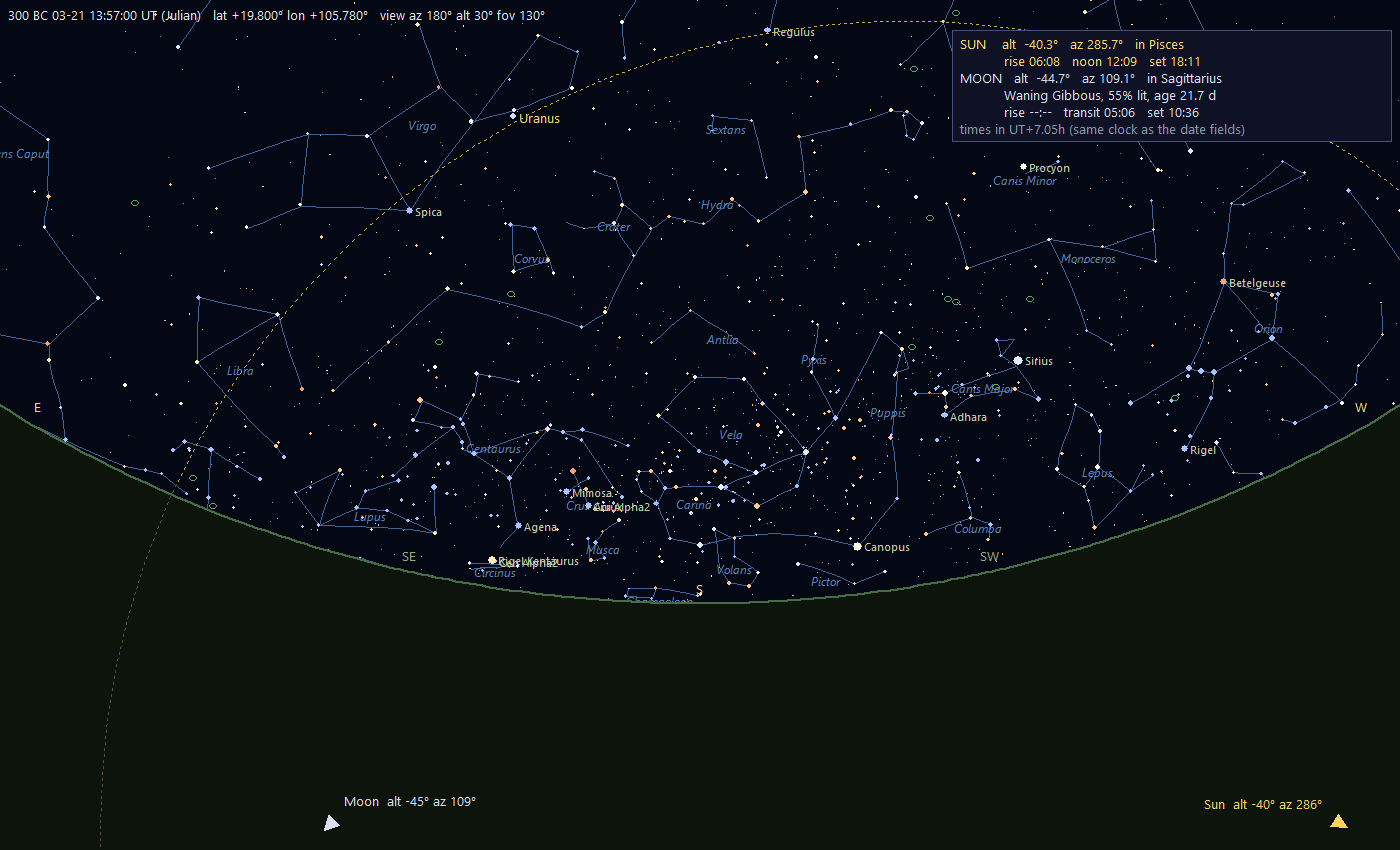 300 BC 03-21 13:57:00 UT (Julian)   lat +19.800° lon +105.780°   view az 180° alt 30° fov 130°
Regulus
SUN   alt  -40.3°   az 285.7°   in Pisces
rise 06:08   noon 12:09   set 18:11
MOON   alt  -44.7°   az 109.1°   in Sagittarius
Waning Gibbous, 55% lit, age 21.7 d
rise --:--   transit 05:06   set 10:36
times in UT+7.05h (same clock as the date fields)
Uranus
Virgo
Sextans
ns Caput
Procyon
Canis Minor
Hydra
Spica
Crater
Corvus
Monoceros
Betelgeuse
Orion
Antlia
Pyxis
Sirius
Libra
Canis Major
E
W
Puppis
Adhara
Vela
Centaurus
Rigel
Lepus
Mimosa
Carina
Lupus
Agena
Columba
Canopus
Musca
SE
SW
Circinus
Volans
Pictor
S
Chamaeleon
Moon  alt -45° az 109°
Sun  alt -40° az 286°